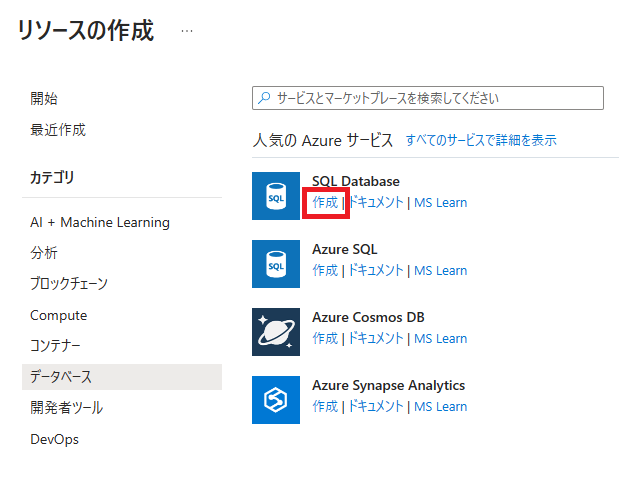 リソースの作成 …
開始
最近作成
カテゴリ
AI + Machine Learning
分析
ブロックチェーン
Compute
コンテナー
データベース
開発者ツール
DevOps
サービスとマーケットプレースを検索してください
人気の Azure サービス すべてのサービスで詳細を表示
SQL
SQL Database
作成 | ドキュメント | MS Learn
SQL
Azure SQL
作成 | ドキュメント | MS Learn
Azure Cosmos DB
作成 | ドキュメント | MS Learn
Azure Synapse Analytics
作成 | ドキュメント | MS Learn